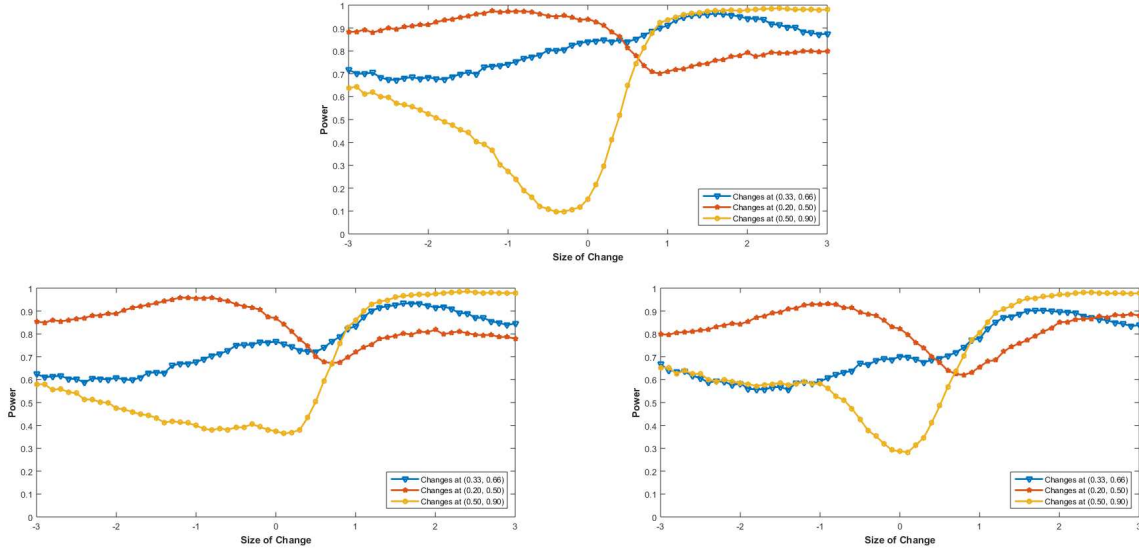 1
0.9
0.8
0.7
0.6
0.5
0.4
0.3
0.2
0.1
0
Power
-3 -2 -1 0 1 2 3
Size of Change
Changes at (0.33, 0.66)
Changes at (0.20, 0.50)
Changes at (0.50, 0.90)
1
0.9
0.8
0.7
0.6
0.5
0.4
0.3
0.2
0.1
0
Power
-3 -2 -1 0 1 2 3
Size of Change
Changes at (0.33, 0.66)
Changes at (0.20, 0.50)
Changes at (0.50, 0.90)
1
0.9
0.8
0.7
0.6
0.5
0.4
0.3
0.2
0.1
0
Power
-3 -2 -1 0 1 2 3
Size of Change
Changes at (0.33, 0.66)
Changes at (0.20, 0.50)
Changes at (0.50, 0.90)